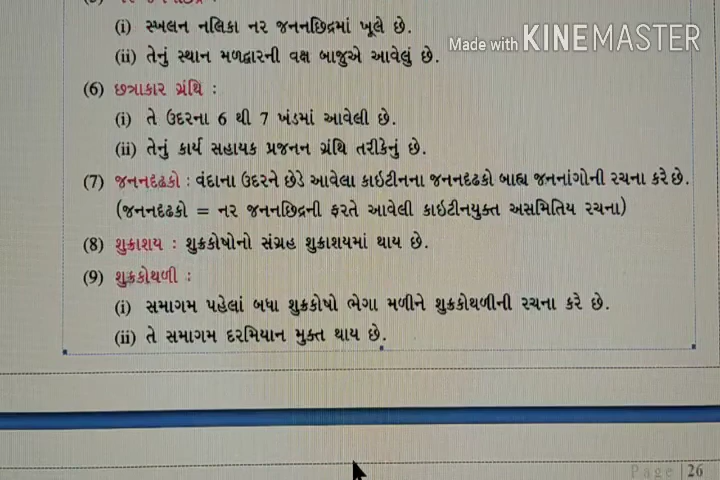 (i) સ્ખલન નલિકા નર જનનછિદ્રમાં ખૂલે છે.
(ii) તેનું સ્થાન મળદ્વારની વક્ષ બાજુએ આવેલું છે.
Made with KINEMASTER
(6) છત્રાકાર ગ્રંથિ :
(i) તે ઉદરના 6 થી 7 ખંડમાં આવેલી છે.
(ii) તેનું કાર્ય સહાયક પ્રજનન ગ્રંથિ તરીકેનું છે.
(7) જનનદઢકો : વંદાના ઉદરને છેડે આવેલા કાઇટીનના જનનદઢકો બાહ્ય જનનાંગોની રચના કરે છે.
(જનનદઢકો = નર જનનછિદ્રની ફરતે આવેલી કાઇટીનયુક્ત અસમિતિય રચના)
(8) શુક્રાશય : શુક્રકોષોનો સંગ્રહ શુક્રાશયમાં થાય છે.
(9) શુક્રકોથળી :
(i) સમાગમ પહેલાં બધા શુક્રકોષો ભેગા મળીને શુક્રકોથળીની રચના કરે છે.
(ii) તે સમાગમ દરમિયાન મુક્ત થાય છે.
Page | 26